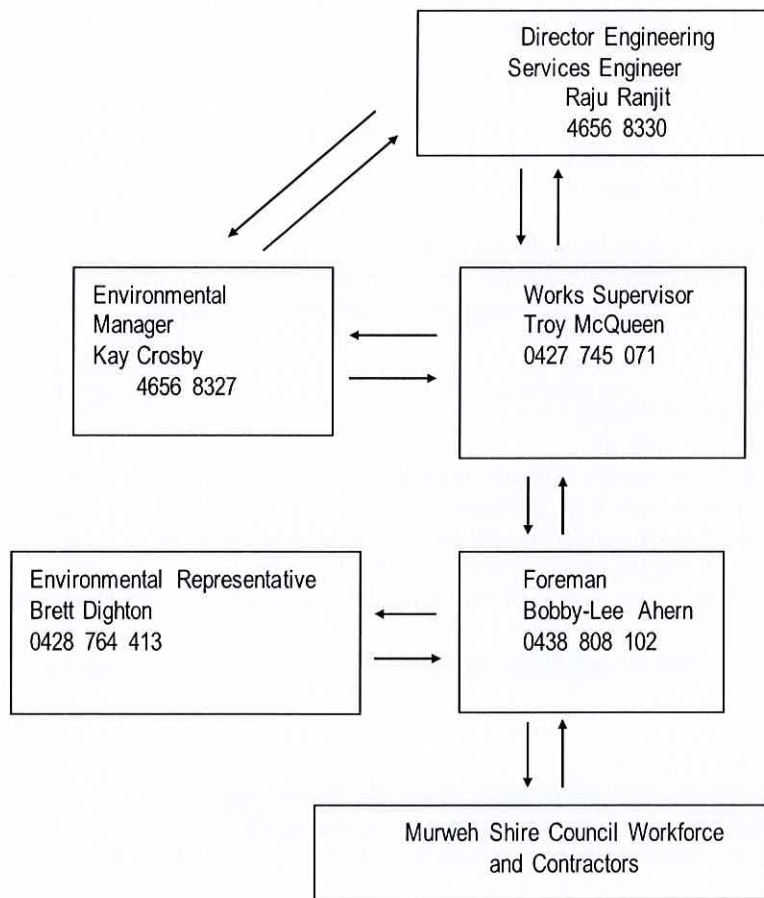 Director Engineering
Services Engineer
Raju Ranjit
4656 8330
Environmental
Manager
Kay Crosby
4656 8327
Works Supervisor
Troy McQueen
0427 745 071
Environmental Representative
Brett Dighton
0428 764 413
Foreman
Bobby-Lee Ahern
0438 808 102
Murweh Shire Council Workforce
and Contractors